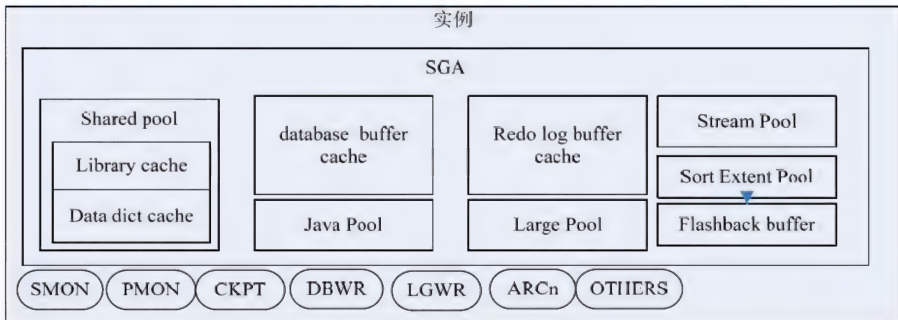 实例
SGA
Shared pool
Library cache
Data dict cache
database buffer
cache
Java Pool
Redo log buffer
cache
Large Pool
Stream Pool
Sort Extent Pool
Flashback buffer
SMON
PMON
CKPT
DBWR
LGWR
ARCn
OTHERS